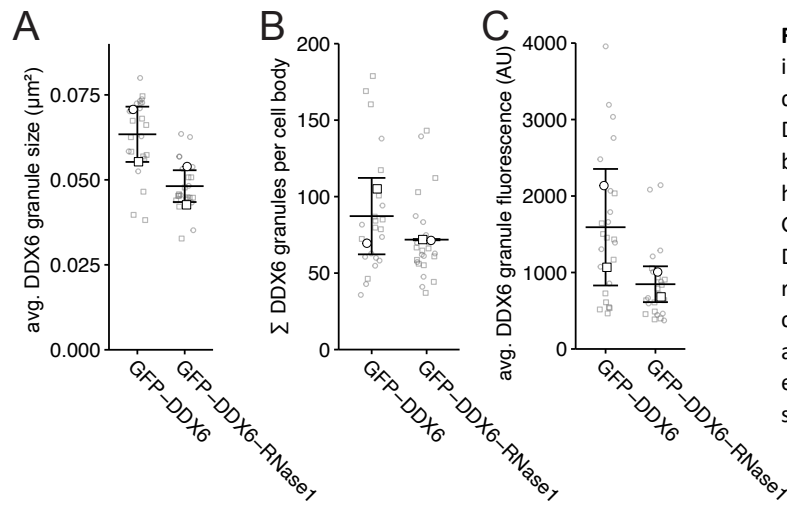 A
avg. DDX6 granule size (µm²)
0.075
0.050
0.025
0.000
GFP–DDX6
GFP–DDX6–RNase1
B
Σ DDX6 granules per cell body
200
150
100
50
0
GFP–DDX6
GFP–DDX6–RNase1
C
avg. DDX6 granule fluorescence (AU)
4000
3000
2000
1000
0
GFP–DDX6
GFP–DDX6–RNase1